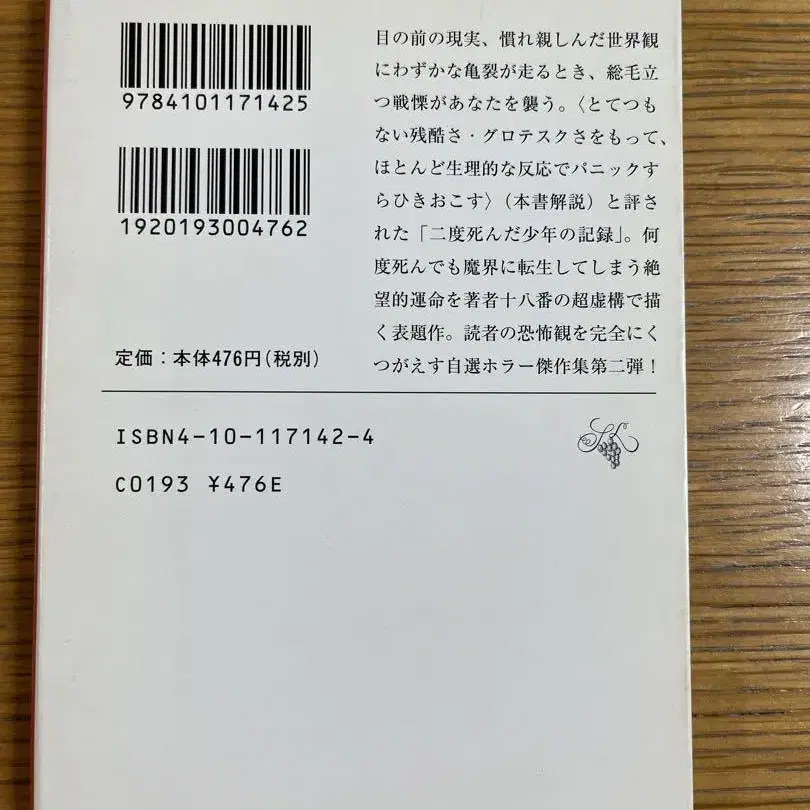 9784101171425
1920193004762
定価:本体476円(税別)
目の前の現実、慣れ親しんだ世界観
にわずかな亀裂が走るとき、総毛立
つ戦慄があなたを襲う。〈とてつも
ない残酷さ・グロテスクさをもって、
ほとんど生理的な反応でパニックす
らひきおこす〉(本書解説)と評さ
れた「二度死んだ少年の記録」。何
度死んでも魔界に転生してしまう絶
望的運命を著者十八番の超虚構で描
く表題作。読者の恐怖観を完全にく
つがえす自選ホラー傑作集第二弾!
ISBN4-10-117142-4
C0193 ¥476E